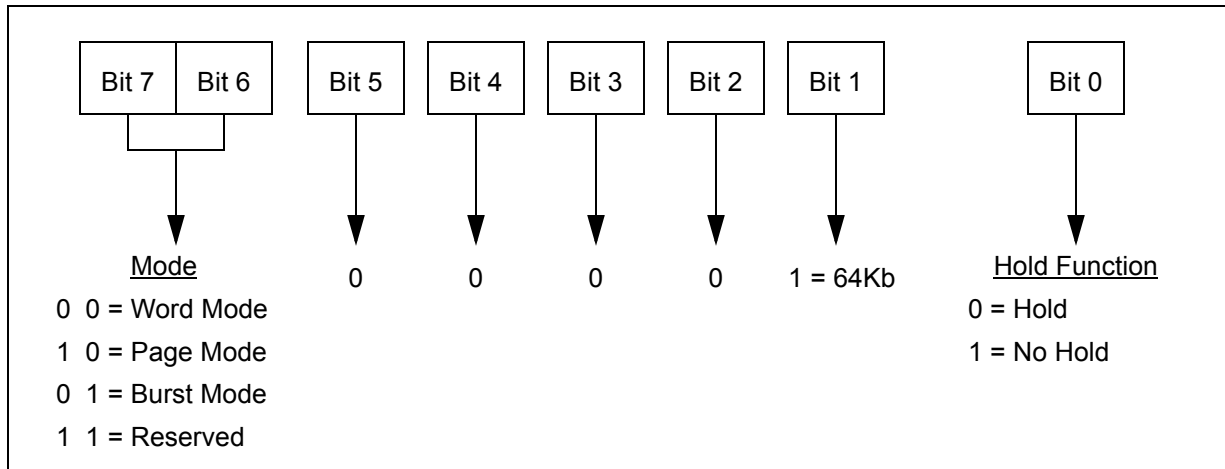 Bit 7 Bit 6 Bit 5 Bit 4 Bit 3 Bit 2 Bit 1 Bit 0
Mode
0 0 = Word Mode
1 0 = Page Mode
0 1 = Burst Mode
1 1 = Reserved
0 0 0 0 1 = 64Kb
Hold Function
0 = Hold
1 = No Hold